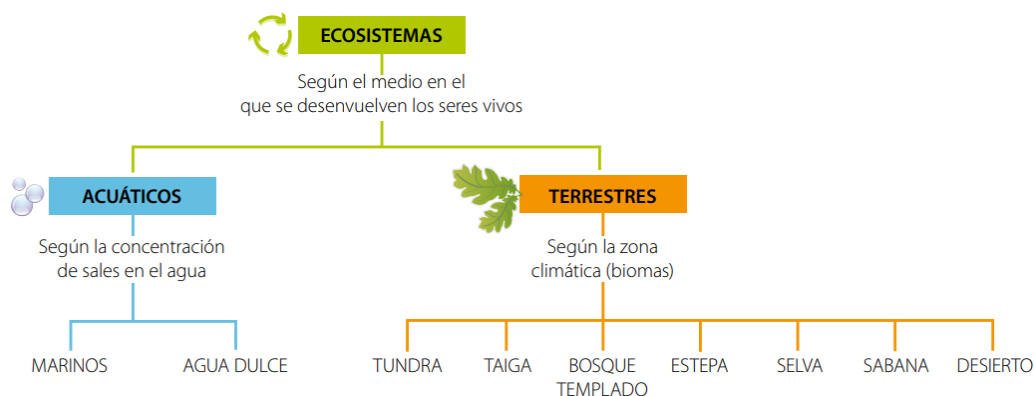 ECOSISTEMAS
Según el medio en el
que se desenvuelven los seres vivos
ACUÁTICOS
TERRESTRES
Según la concentración
de sales en el agua
Según la zona
climática (biomas)
MARINOS
AGUA DULCE
TUNDRA
TAIGA
BOSQUE
TEMPLADO
ESTEPA
SELVA
SABANA
DESIERTO